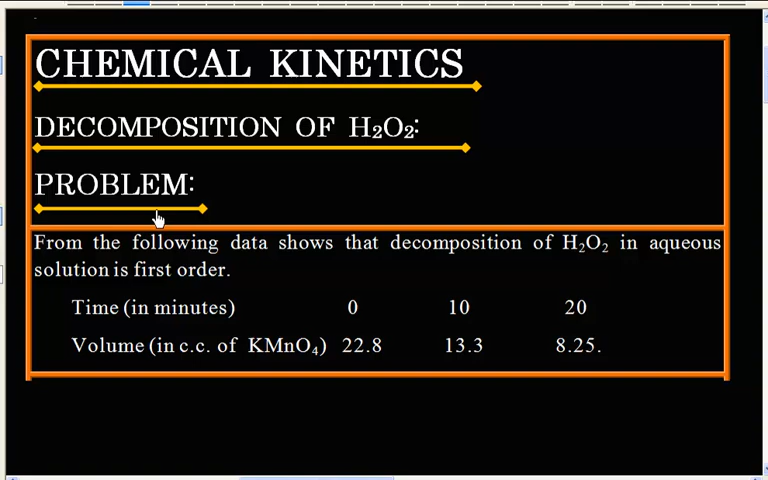 CHEMICAL KINETICS
DECOMPOSITION OF H₂O₂:
PROBLEM:
From the following data shows that decomposition of H₂O₂ in aqueous
solution is first order.
Time (in minutes) 0 10 20
Volume (in c.c. of KMnO₄) 22.8 13.3 8.25.